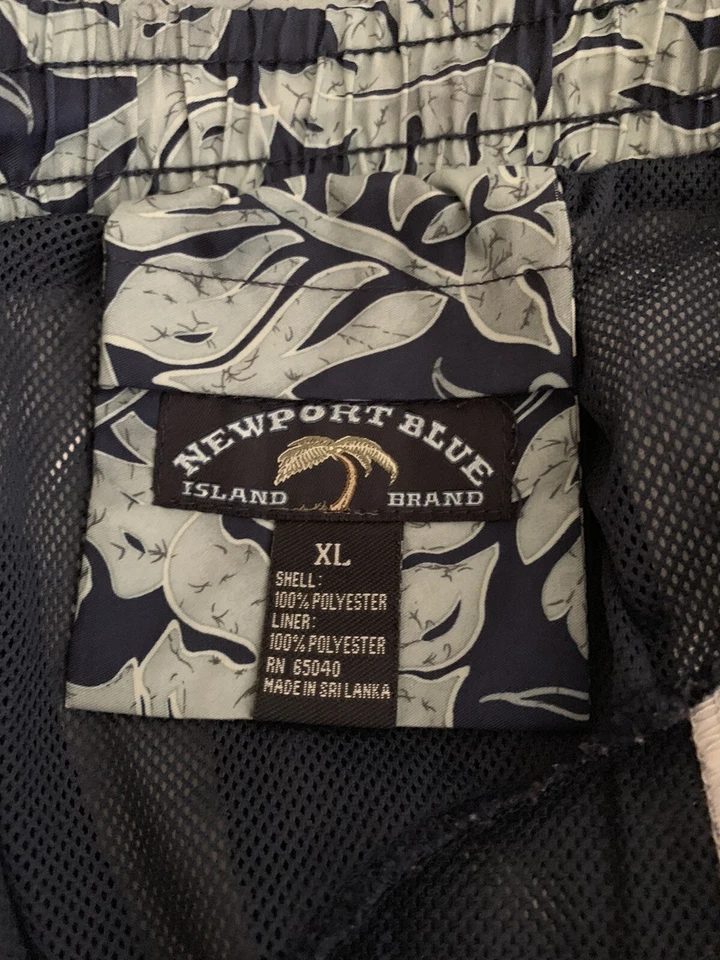 NEWPORT BLUE
ISLAND BRAND
XL
SHELL:
100% POLYESTER
LINER:
100% POLYESTER
RN 65040
MADE IN SRI LANKA